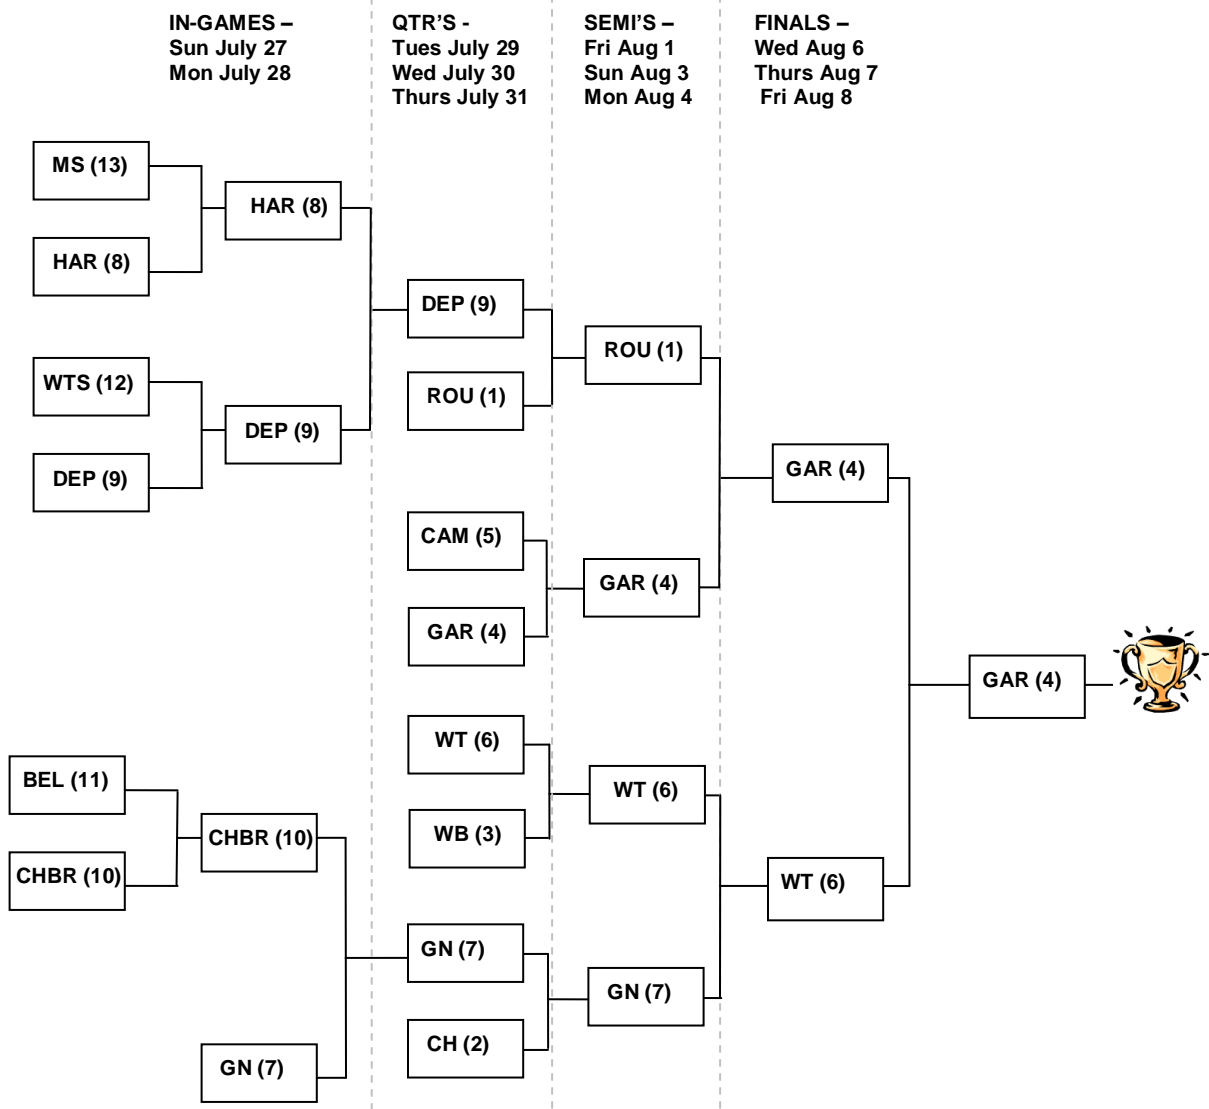 IN-GAMES –
Sun July 27
Mon July 28
QTR'S -
Tues July 29
Wed July 30
Thurs July 31
SEMI'S –
Fri Aug 1
Sun Aug 3
Mon Aug 4
FINALS –
Wed Aug 6
Thurs Aug 7
Fri Aug 8
MS (13)
HAR (8)
WTS (12)
DEP (9)
BEL (11)
CHBR (10)
HAR (8)
DEP (9)
CHBR (10)
GN (7)
DEP (9)
ROU (1)
CAM (5)
GAR (4)
WT (6)
WB (3)
GN (7)
CH (2)
ROU (1)
GAR (4)
WT (6)
GN (7)
GAR (4)
WT (6)
GAR (4)